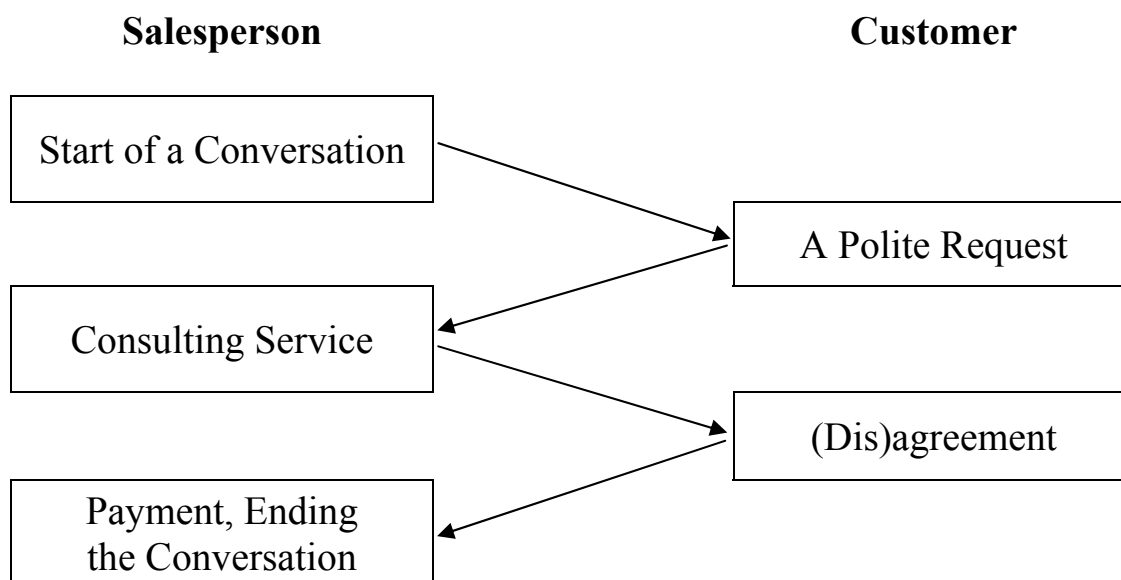 Salesperson
Customer
Start of a Conversation
A Polite Request
Consulting Service
(Dis)agreement
Payment, Ending
the Conversation